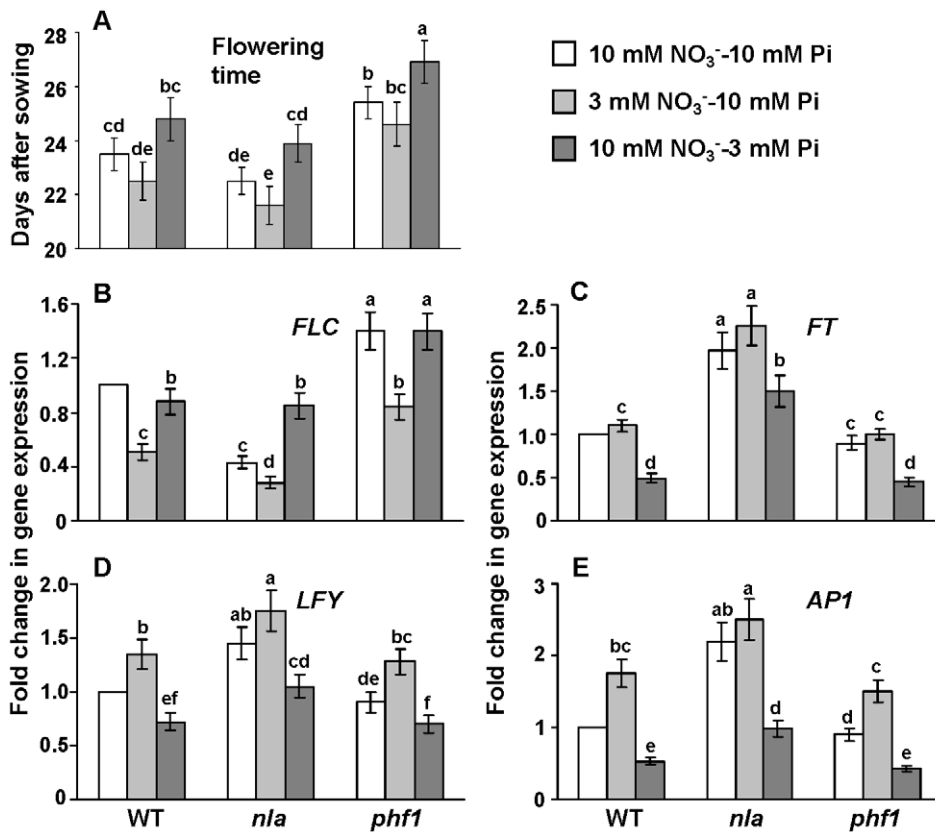 A
Flowering
time
Days after sowing
28
26
24
22
20
cd
de
bc
de
e
cd
b
bc
a
10 mM NO₃⁻-10 mM Pi
3 mM NO₃⁻-10 mM Pi
10 mM NO₃⁻-3 mM Pi
B
FLC
Fold change in gene expression
1.6
1.2
0.8
0.4
0
c
b
c
d
b
a
b
a
C
FT
Fold change in gene expression
2.5
2.0
1.5
1.0
0.5
0
c
d
a
a
b
c
c
d
D
LFY
2.0
1.5
1.0
0.5
0
b
ef
ab
a
cd
de
bc
f
WT
nla
phf1
E
AP1
3
2
1
0
bc
e
ab
a
d
d
c
e
WT
nla
phf1